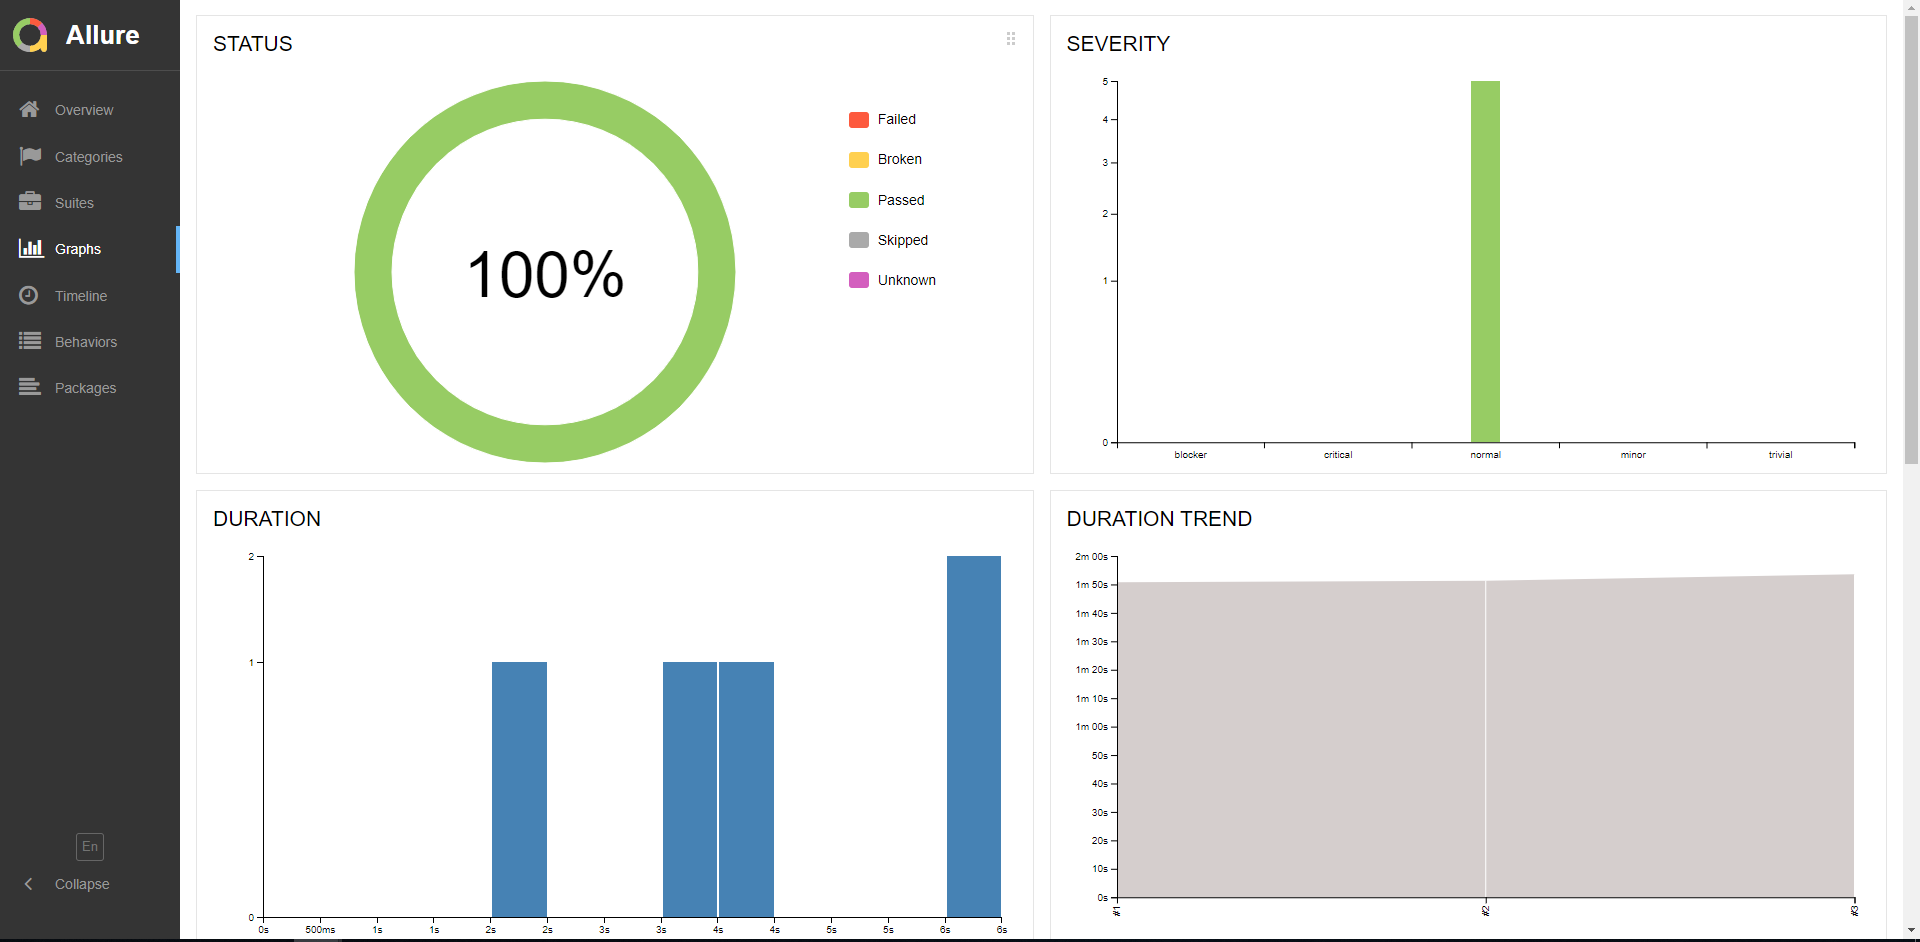 Allure
Overview
Categories
Suites
Graphs
Timeline
Behaviors
Packages
En
Collapse
STATUS
100%
Failed
Broken
Passed
Skipped
Unknown
SEVERITY
5
4
3
2
1
0
blocker critical normal minor trivial
DURATION
2
1
0
0s 500ms 1s 1s 2s 2s 3s 3s 4s 4s 5s 5s 6s 6s
DURATION TREND
2m 00s
1m 50s
1m 40s
1m 30s
1m 20s
1m 10s
1m 00s
50s
40s
30s
20s
10s
0s
#1 #2 #3